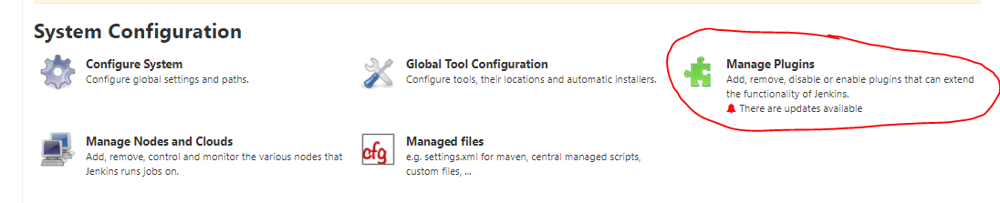 System Configuration
Configure System
Configure global settings and paths.
Global Tool Configuration
Configure tools, their locations and automatic installers.
Manage Plugins
Add, remove, disable or enable plugins that can extend
the functionality of Jenkins.
There are updates available
Manage Nodes and Clouds
Add, remove, control and monitor the various nodes that
Jenkins runs jobs on.
cfg
Managed files
e.g. settings.xml for maven, central managed scripts,
custom files, ...